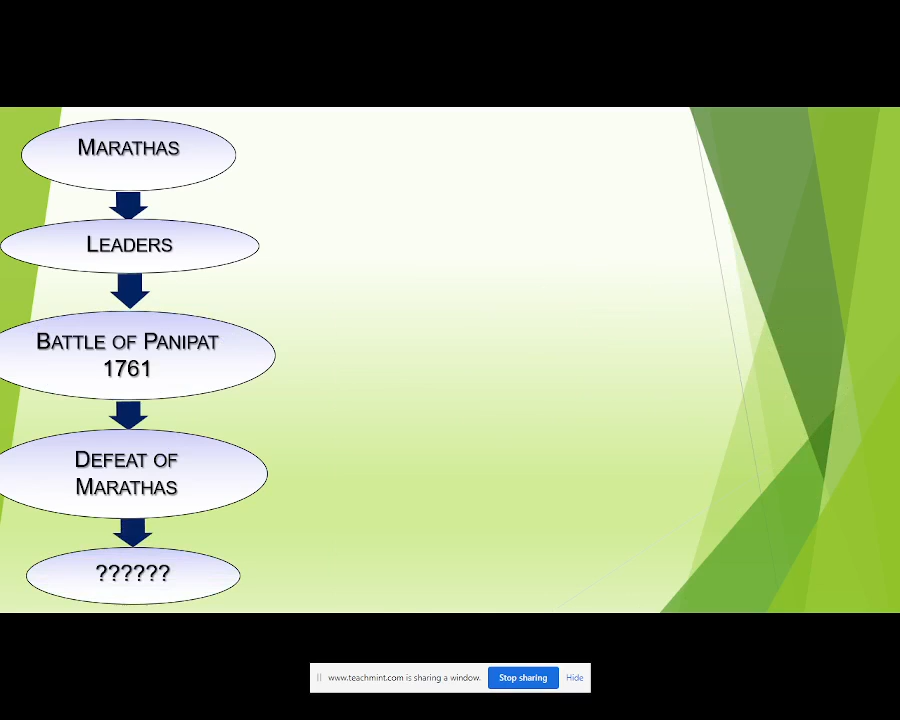 MARATHAS
LEADERS
BATTLE OF PANIPAT
1761
DEFEAT OF
MARATHAS
??????
www.teachmint.com is sharing a window.
Stop sharing
Hide